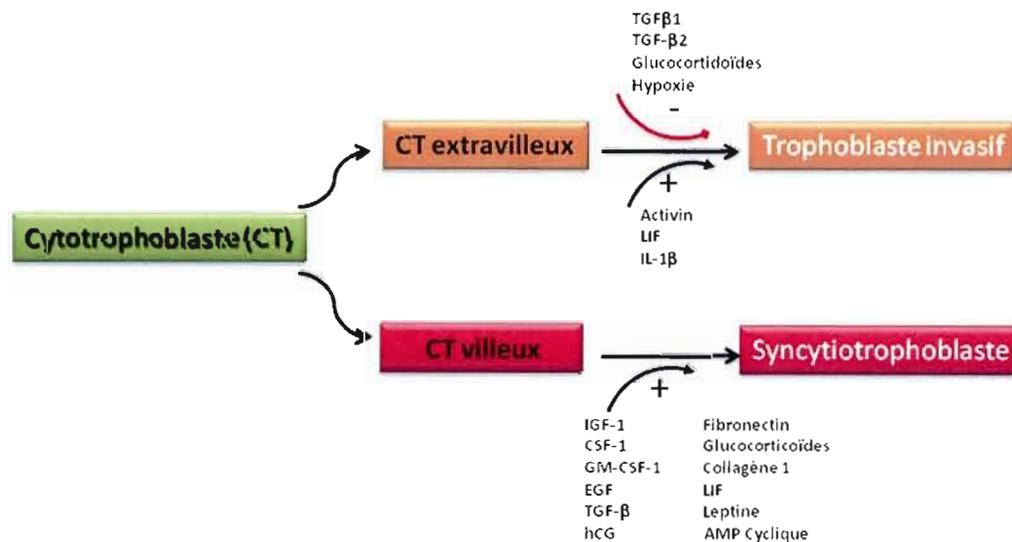 TGFβ1
TGF-β2
Glucocortidoïdes
Hypoxie
-
CT extravilleux
Trophoblaste invasif
+
Activin
LIF
IL-1β
Cytotrophoblaste (CT)
CT villeux
Syncytiotrophoblaste
+
IGF-1 Fibronectin
CSF-1 Glucocorticoïdes
GM-CSF-1 Collagène 1
EGF LIF
TGF-β Leptine
hCG AMP Cyclique